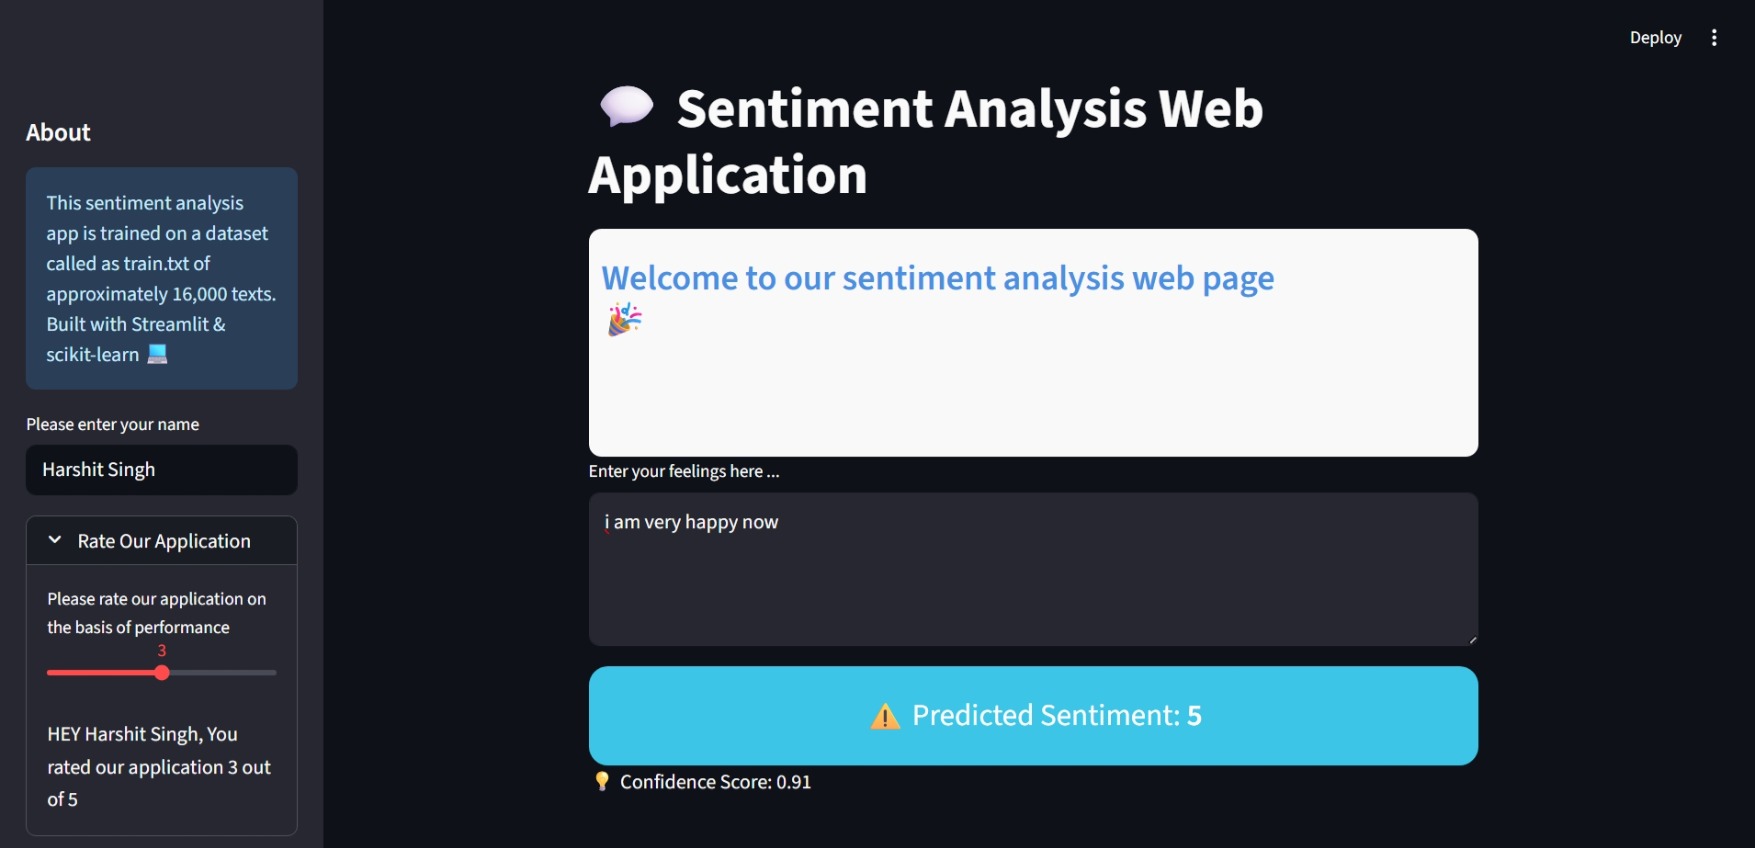 Deploy
About
This sentiment analysis
app is trained on a dataset
called as train.txt of
approximately 16,000 texts.
Built with Streamlit &
scikit-learn 💻
Please enter your name
Harshit Singh
Rate Our Application
Please rate our application on
the basis of performance
3
HEY Harshit Singh, You
rated our application 3 out
of 5
💬 Sentiment Analysis Web
Application
Welcome to our sentiment analysis web page
🎉
Enter your feelings here ...
i am very happy now
⚠️ Predicted Sentiment: 5
💡 Confidence Score: 0.91